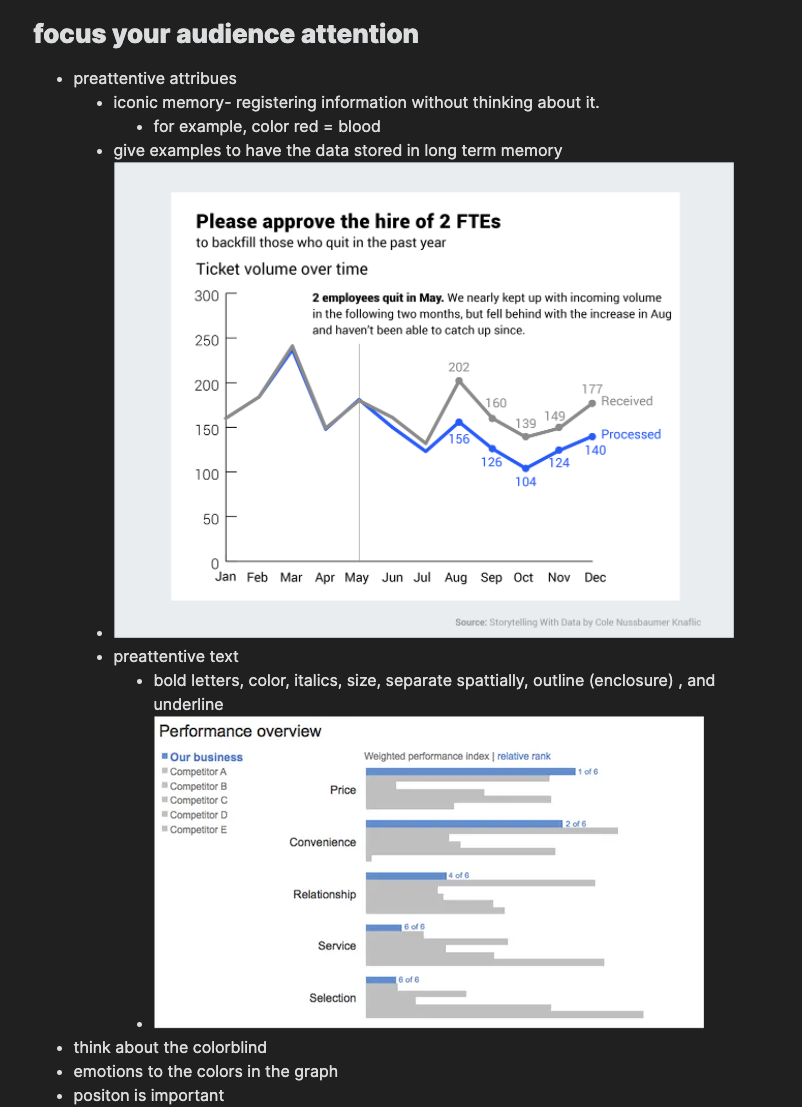 focus your audience attention
preattentive attribues
iconic memory- registering information without thinking about it.
for example, color red = blood
give examples to have the data stored in long term memory
Please approve the hire of 2 FTEs
to backfill those who quit in the past year
Ticket volume over time
300
2 employees quit in May. We nearly kept up with incoming volume
in the following two months, but fell behind with the increase in Aug
and haven't been able to catch up since.
250
200
150
100
50
0
202
160
139
149
177
Received
156
126
104
124
140
Processed
Jan Feb Mar Apr May Jun Jul Aug Sep Oct Nov Dec
Source: Storytelling With Data by Cole Nussbaumer Knaflic
preattentive text
bold letters, color, italics, size, separate spattially, outline (enclosure) , and
underline
Performance overview
Our business
Competitor A
Competitor B
Competitor C
Competitor D
Competitor E
Weighted performance index | relative rank
Price
1 of 6
Convenience
2 of 6
Relationship
4 of 6
Service
6 of 6
Selection
6 of 6
think about the colorblind
emotions to the colors in the graph
positon is important